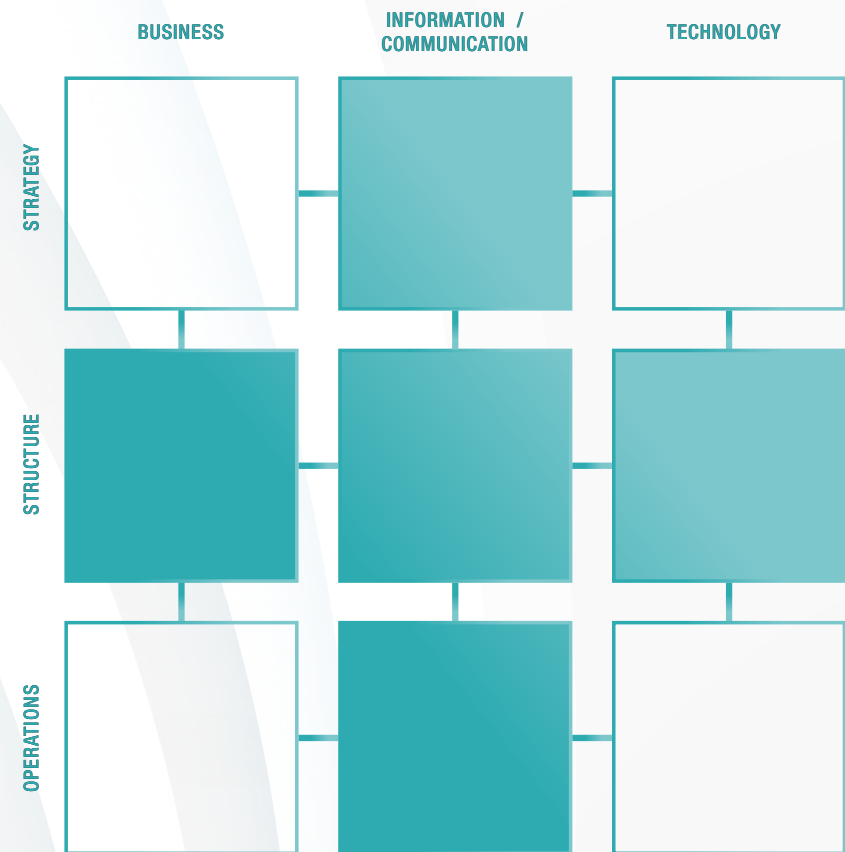 BUSINESS
INFORMATION /
COMMUNICATION
TECHNOLOGY
STRATEGY
STRUCTURE
OPERATIONS